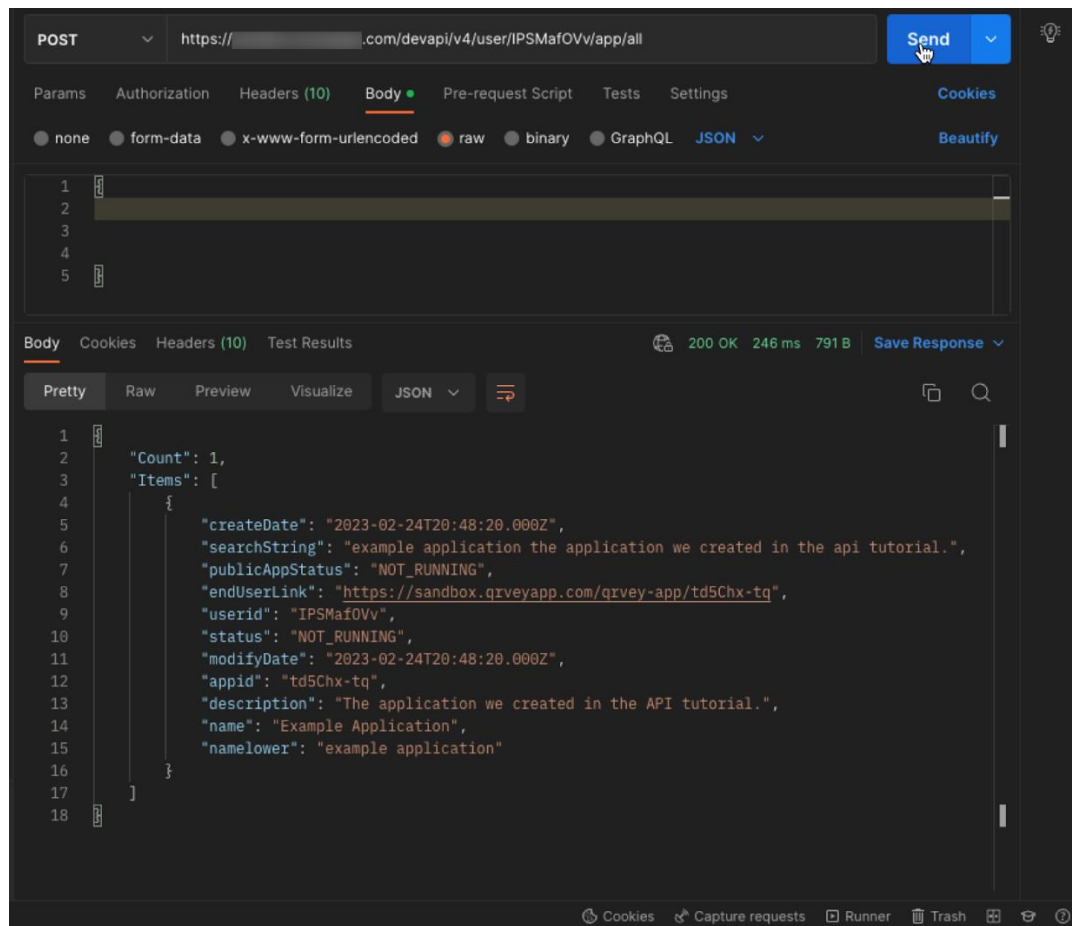 POST https:// .com/devapi/v4/user/IPSMafOVv/app/all Send
Params Authorization Headers (10) Body Pre-request Script Tests Settings Cookies
none form-data x-www-form-urlencoded raw binary GraphQL JSON Beautify
1 {
2
3
4
5 }
Body Cookies Headers (10) Test Results 200 OK 246 ms 791 B Save Response
Pretty Raw Preview Visualize JSON
1 {
2 "Count": 1,
3 "Items": [
4 {
5 "createDate": "2023-02-24T20:48:20.000Z",
6 "searchString": "example application the application we created in the api tutorial.",
7 "publicAppStatus": "NOT_RUNNING",
8 "endUserLink": "https://sandbox.qrveyapp.com/qrvey-app/td5Chx-tq",
9 "userid": "IPSMafOVv",
10 "status": "NOT_RUNNING",
11 "modifyDate": "2023-02-24T20:48:20.000Z",
12 "appid": "td5Chx-tq",
13 "description": "The application we created in the API tutorial.",
14 "name": "Example Application",
15 "namelower": "example application"
16 }
17 ]
18 }
Cookies Capture requests Runner Trash